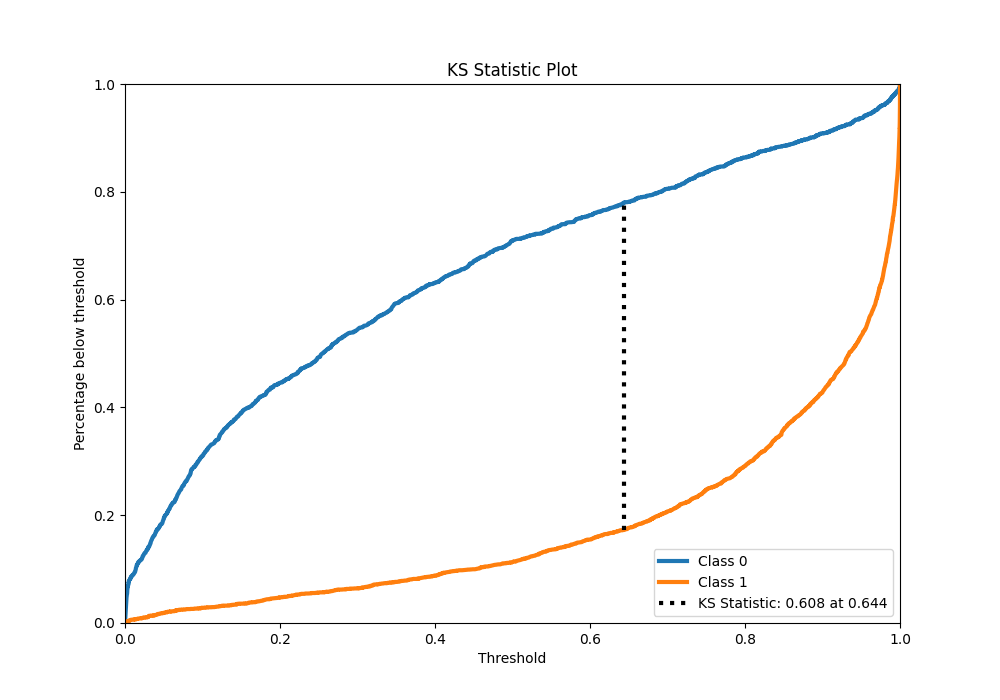 KS Statistic Plot
1.0
0.8
0.6
0.4
0.2
0.0
Percentage below threshold
0.0 0.2 0.4 0.6 0.8 1.0
Threshold
Class 0
Class 1
KS Statistic: 0.608 at 0.644